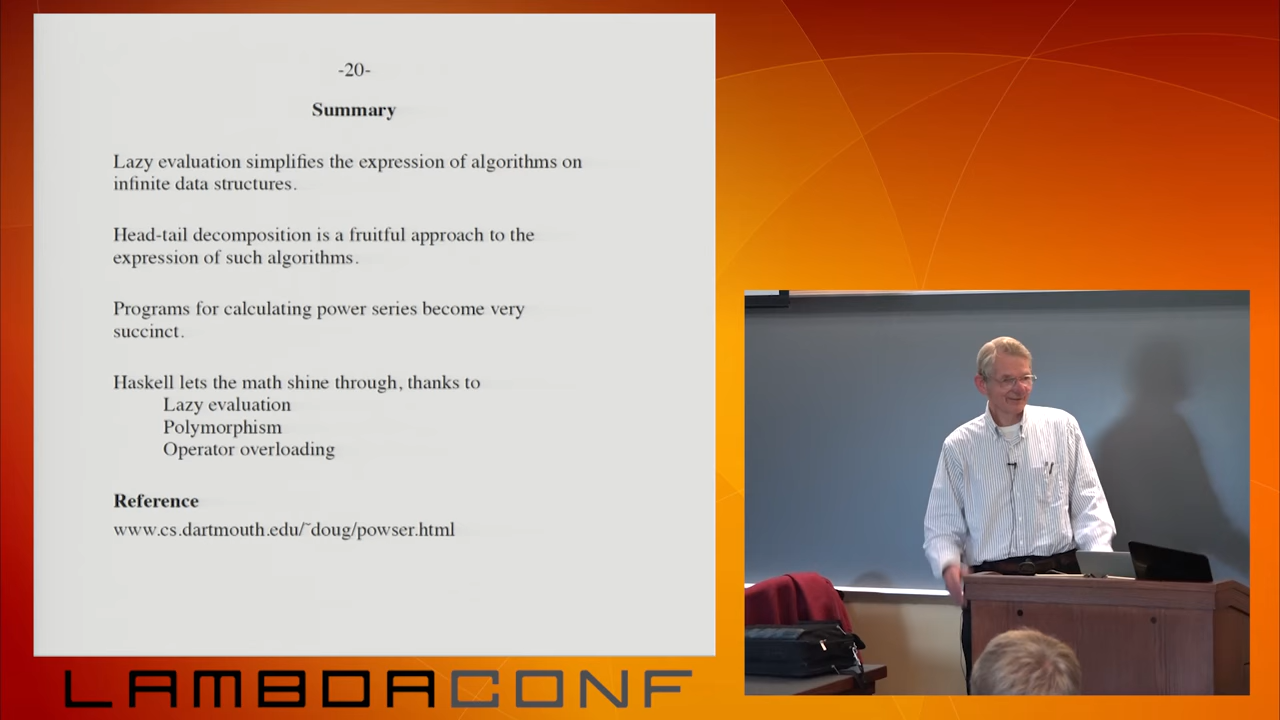 -20-
Summary
Lazy evaluation simplifies the expression of algorithms on
infinite data structures.
Head-tail decomposition is a fruitful approach to the
expression of such algorithms.
Programs for calculating power series become very
succinct.
Haskell lets the math shine through, thanks to
Lazy evaluation
Polymorphism
Operator overloading
Reference
www.cs.dartmouth.edu/~doug/powser.html
LAMBDACONF